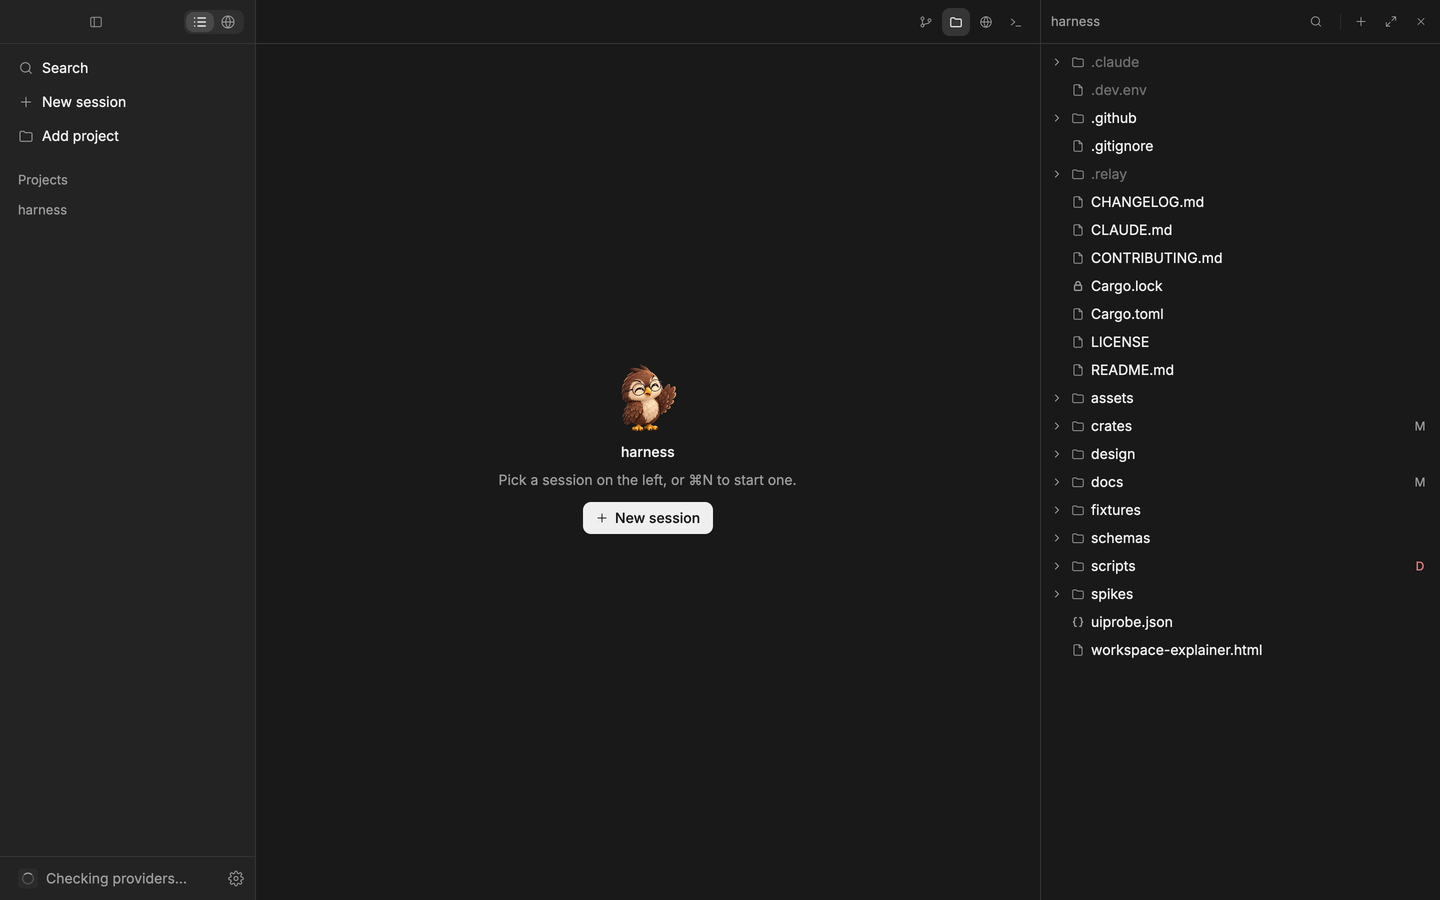 Search
New session
Add project
Projects
harness
Checking providers...
harness
Pick a session on the left, or ⌘N to start one.
New session
harness
.claude
.dev.env
.github
.gitignore
.relay
CHANGELOG.md
CLAUDE.md
CONTRIBUTING.md
Cargo.lock
Cargo.toml
LICENSE
README.md
assets
crates M
design
docs M
fixtures
schemas
scripts D
spikes
uiprobe.json
workspace-explainer.html